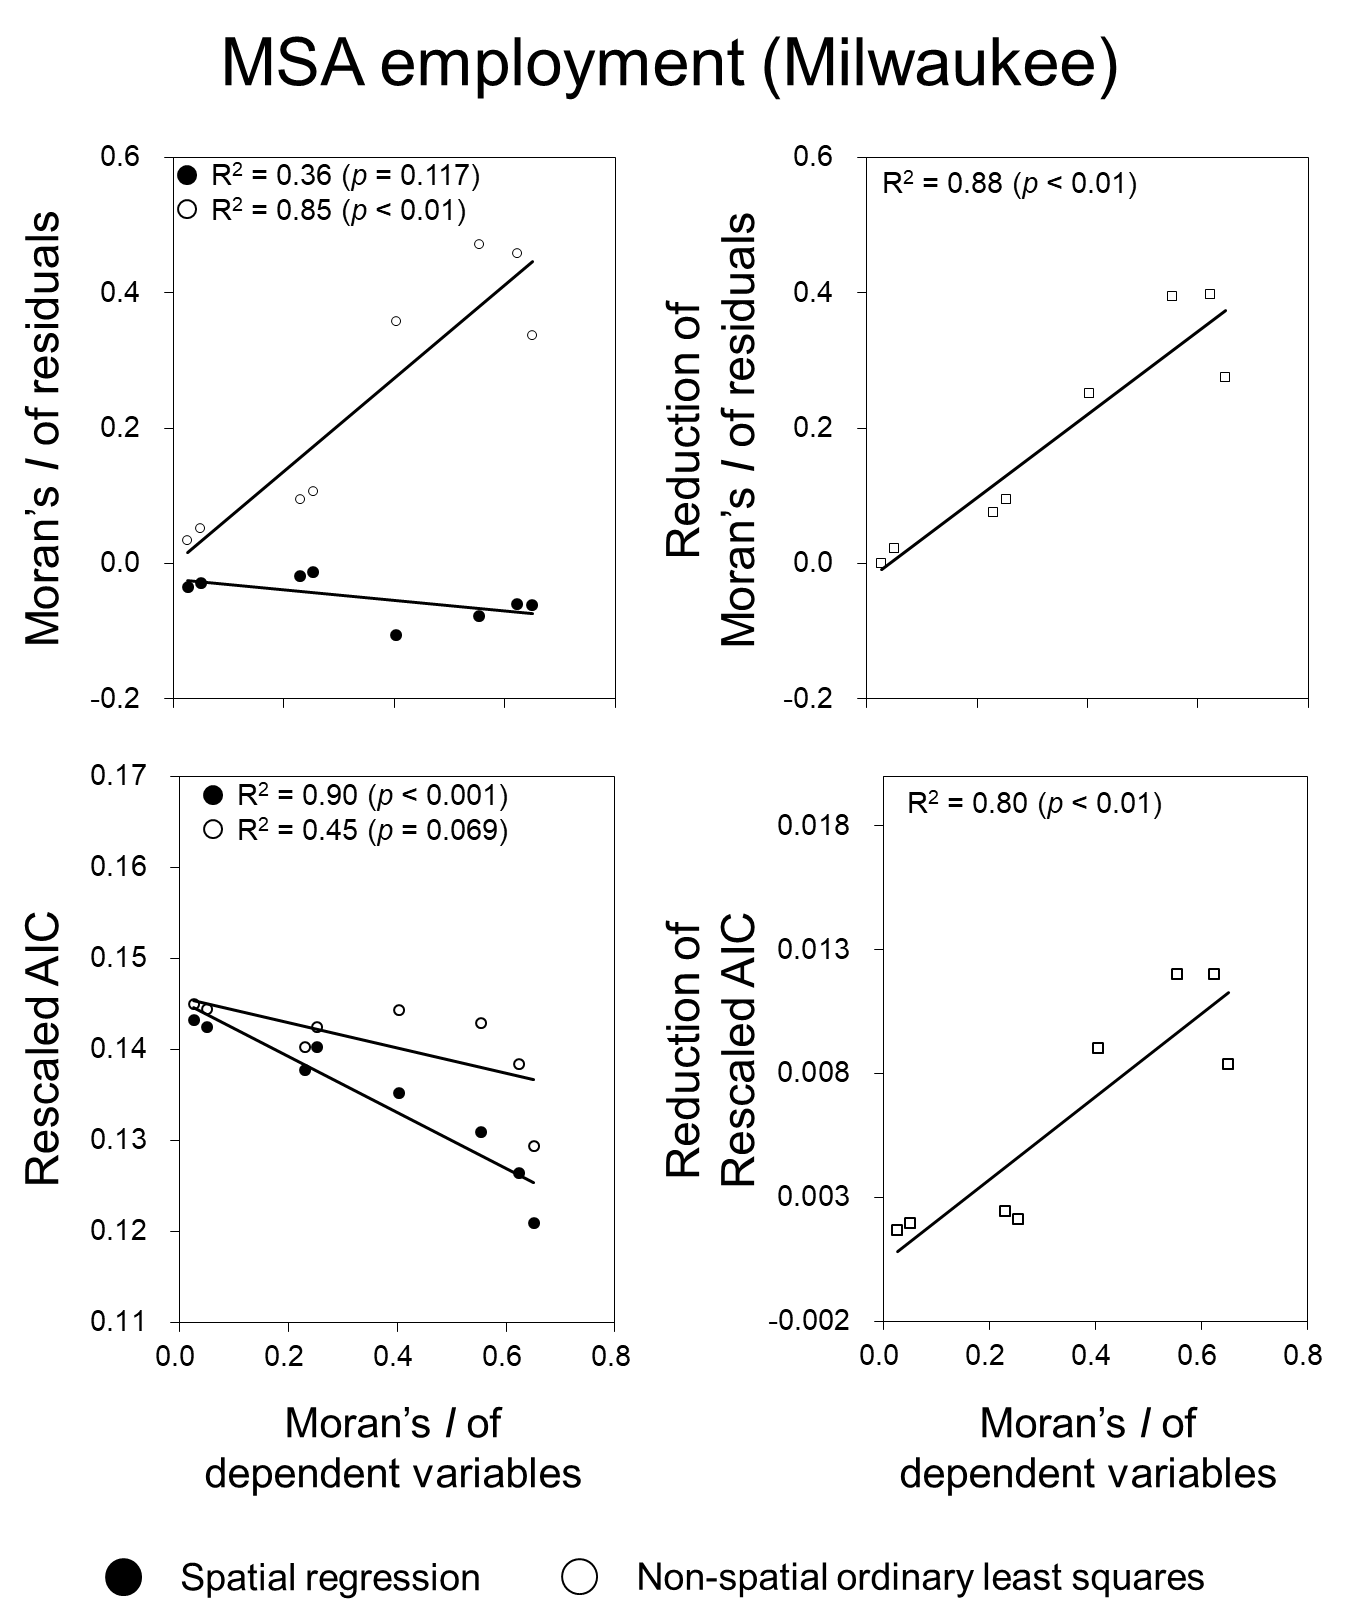 MSA employment (Milwaukee)
Moran’s I of residuals
0.6
0.4
0.2
0.0
-0.2
R² = 0.36 (p = 0.117)
R² = 0.85 (p < 0.01)
Reduction of
Moran’s I of residuals
0.6
0.4
0.2
0.0
-0.2
R² = 0.88 (p < 0.01)
Rescaled AIC
0.17
0.16
0.15
0.14
0.13
0.12
0.11
R² = 0.90 (p < 0.001)
R² = 0.45 (p = 0.069)
0.0 0.2 0.4 0.6 0.8
Moran’s I of
dependent variables
Reduction of
Rescaled AIC
0.018
0.013
0.008
0.003
-0.002
R² = 0.80 (p < 0.01)
0.0 0.2 0.4 0.6 0.8
Moran’s I of
dependent variables
Spatial regression
Non-spatial ordinary least squares